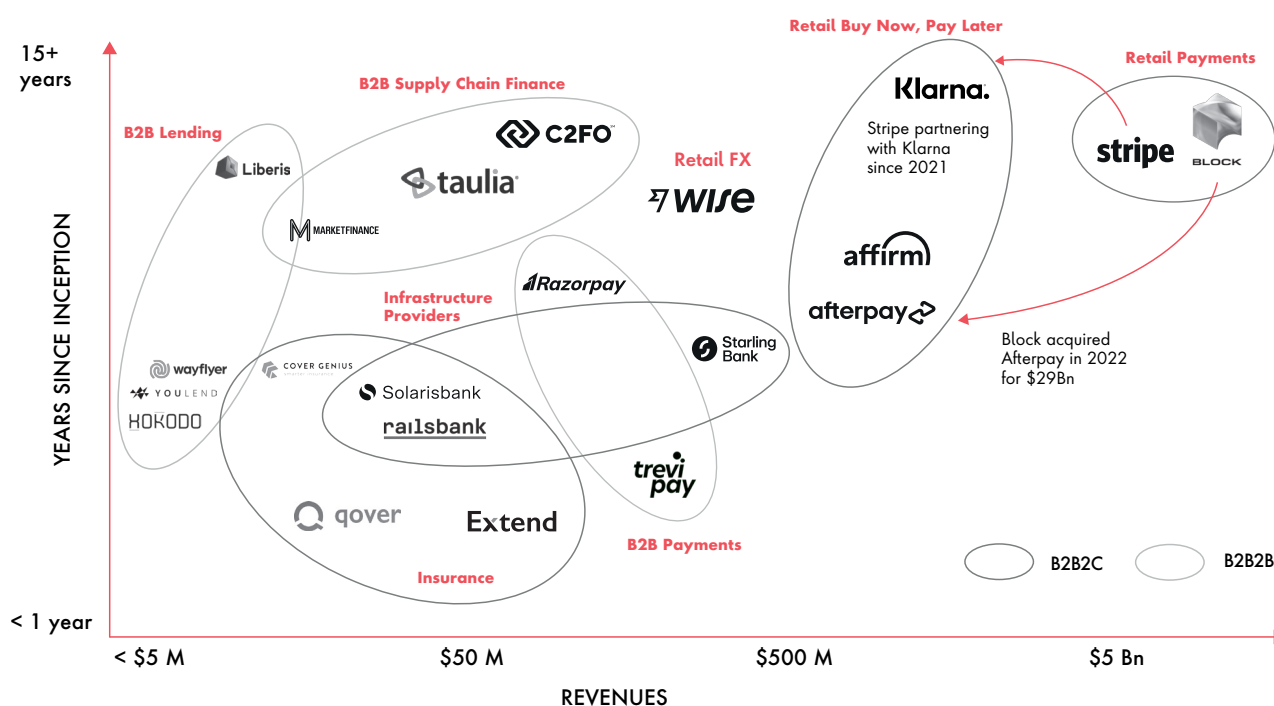 Retail Buy Now, Pay Later
15+
years
Retail Payments
B2B Supply Chain Finance
Klarna.
B2B Lending
C2FO
Stripe partnering
with Klarna
since 2021
stripe
BLOCK
Liberis
taulia
Retail FX
WISE
MARKETFINANCE
affirm
Razorpay
Infrastructure
Providers
afterpay
YEARS SINCE INCEPTION
Starling
Bank
Block acquired
Afterpay in 2022
for $29Bn
wayflyer
COVER GENIUS
YOULEND
Solarisbank
HOKODO
railsbank
trevi
pay
qover
Extend
B2B Payments
Insurance
B2B2C
B2B2B
< 1 year
< $5 M
$50 M
$500 M
$5 Bn
REVENUES